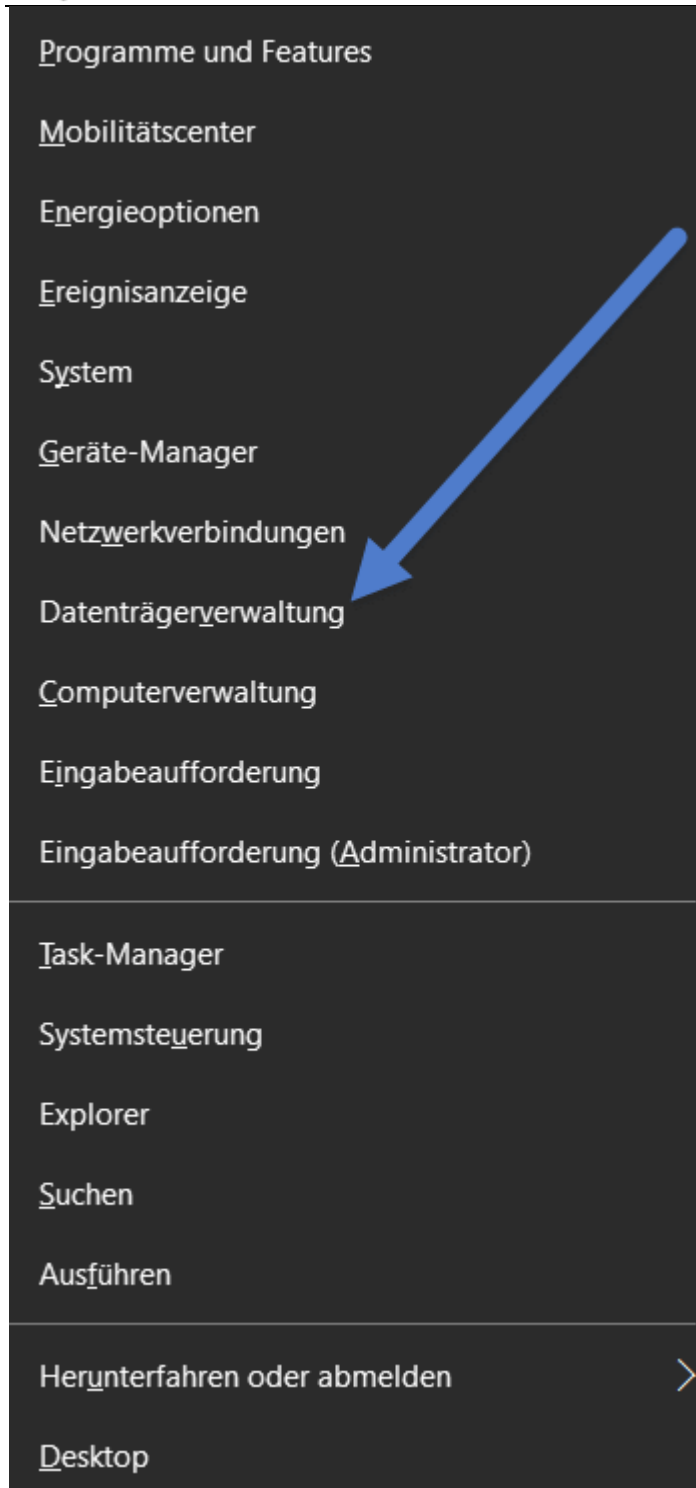 Programme und Features
Mobilitätscenter
Energieoptionen
Ereignisanzeige
System
Geräte-Manager
Netzwerkverbindungen
Datenträgerverwaltung
Computerverwaltung
Eingabeaufforderung
Eingabeaufforderung (Administrator)
Task-Manager
Systemsteuerung
Explorer
Suchen
Ausführen
Herunterfahren oder abmelden
Desktop